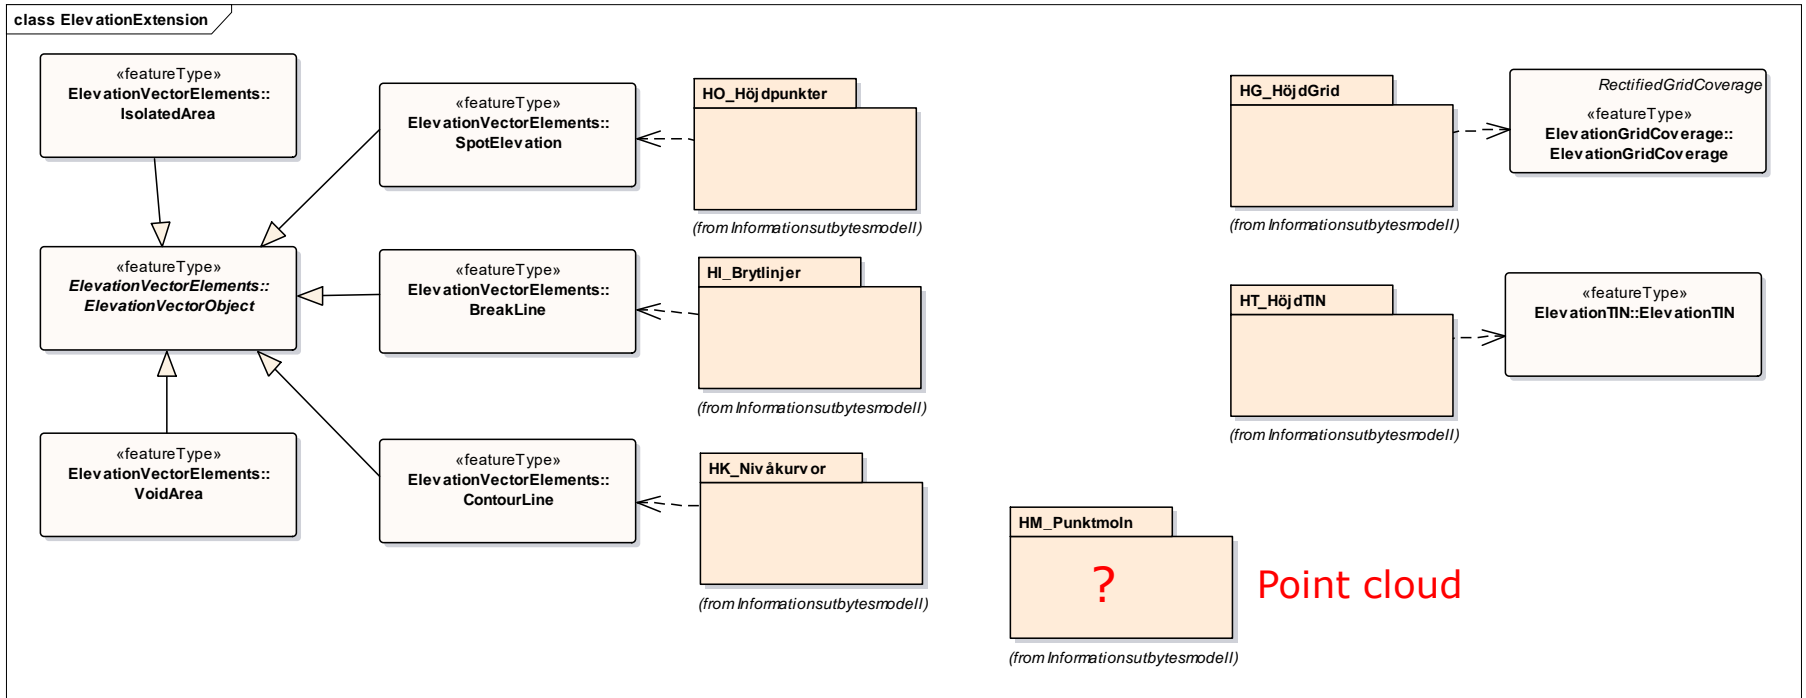 class ElevationExtension
«featureType»
ElevationVectorElements::
IsolatedArea
«featureType»
ElevationVectorElements::
SpotElevation
HO_Höjdpunkter
(from Informationsutbytesmodell)
HG_HöjdGrid
(from Informationsutbytesmodell)
RectifiedGridCoverage
«featureType»
ElevationGridCoverage::
ElevationGridCoverage
«featureType»
ElevationVectorElements::
ElevationVectorObject
«featureType»
ElevationVectorElements::
BreakLine
HI_Brytlinjer
(from Informationsutbytesmodell)
HT_HöjdTIN
(from Informationsutbytesmodell)
«featureType»
ElevationTIN::ElevationTIN
«featureType»
ElevationVectorElements::
VoidArea
«featureType»
ElevationVectorElements::
ContourLine
HK_Nivåkurvor
(from Informationsutbytesmodell)
HM_Punktmoln
?
(from Informationsutbytesmodell)
Point cloud